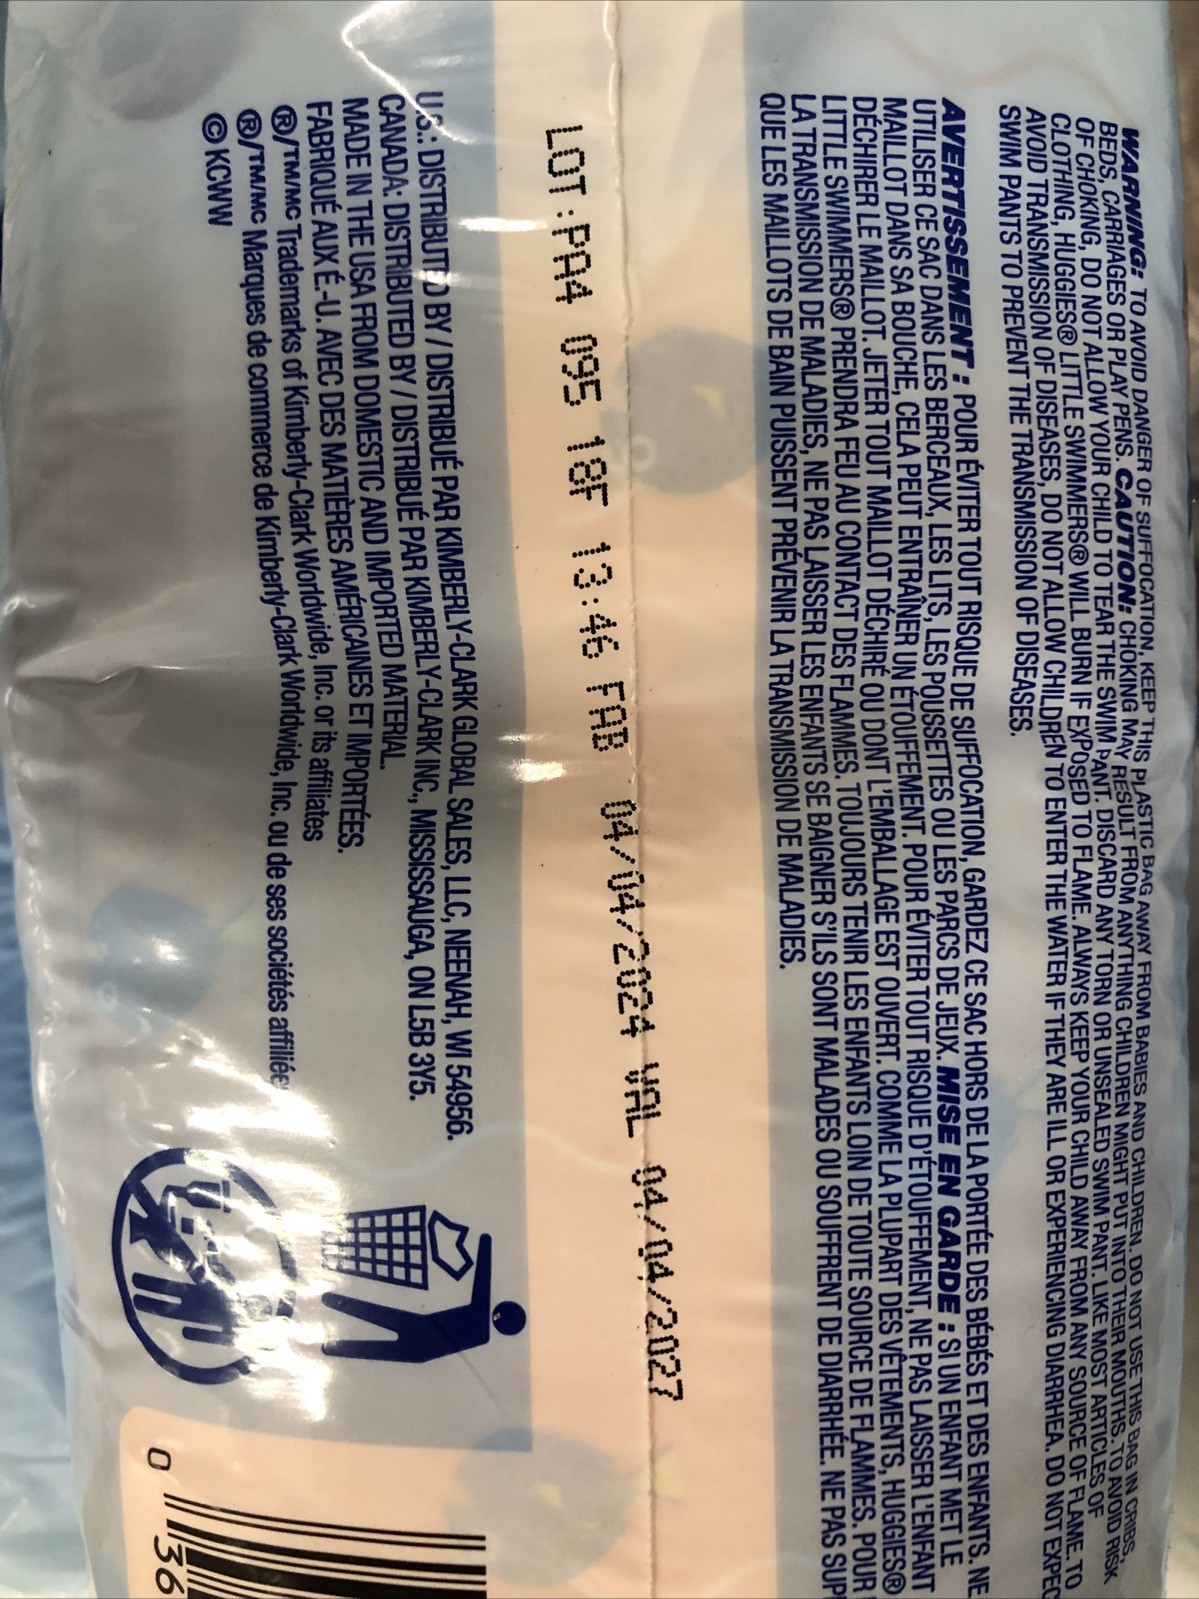 WARNING: TO AVOID DANGER OF SUFFOCATION, KEEP THIS PLASTIC BAG AWAY FROM BABIES AND CHILDREN. DO NOT USE THIS BAG IN CRIBS,
BEDS, CARRIAGES OR PLAY PENS. CAUTION: CHOKING MAY RESULT FROM ANYTHING CHILDREN MIGHT PUT INTO THEIR MOUTHS. TO AVOID RISK
OF CHOKING, DO NOT ALLOW YOUR CHILD TO TEAR THE SWIM PANT. DISCARD ANY TORN OR UNSEALED SWIM PANT. LIKE MOST ARTICLES OF
CLOTHING, HUGGIES® LITTLE SWIMMERS® WILL BURN IF EXPOSED TO FLAME. ALWAYS KEEP YOUR CHILD AWAY FROM ANY SOURCE OF FLAME. TO
AVOID TRANSMISSION OF DISEASES, DO NOT ALLOW CHILDREN TO ENTER THE WATER IF THEY ARE ILL OR EXPERIENCING DIARRHEA. DO NOT EXPEC
SWIM PANTS TO PREVENT THE TRANSMISSION OF DISEASES.
AVERTISSEMENT : POUR ÉVITER TOUT RISQUE DE SUFFOCATION, GARDEZ CE SAC HORS DE LA PORTÉE DES BÉBÉS ET DES ENFANTS. NE
UTILISER CE SAC DANS LES BERCEAUX, LES LITS, LES POUSSETTES OU LES PARCS DE JEUX. MISE EN GARDE : SI UN ENFANT MET LE
MAILLOT DANS SA BOUCHE, CELA PEUT ENTRAÎNER UN ÉTOUFFEMENT. POUR ÉVITER TOUT RISQUE D'ÉTOUFFEMENT, NE PAS LAISSER L'ENFANT
DÉCHIRER LE MAILLOT. JETER TOUT MAILLOT DÉCHIRÉ OU DONT L'EMBALLAGE EST OUVERT. COMME LA PLUPART DES VÊTEMENTS, HUGGIES®
LITTLE SWIMMERS® PRENDRA FEU AU CONTACT DES FLAMMES. TOUJOURS TENIR LES ENFANTS LOIN DE TOUTE SOURCE DE FLAMMES. POUR
LA TRANSMISSION DE MALADIES, NE PAS LAISSER LES ENFANTS SE BAIGNER S'ILS SONT MALADES OU SOUFFRENT DE DIARRHÉE. NE PAS SUP
QUE LES MAILLOTS DE BAIN PUISSENT PRÉVENIR LA TRANSMISSION DE MALADIES.
LOT:PA4 095 18F 13:46 FAB 04/04/2024 VAL 04/04/2027
U.S.: DISTRIBUTED BY / DISTRIBUÉ PAR KIMBERLY-CLARK GLOBAL SALES, LLC, NEENAH, WI 54956.
CANADA: DISTRIBUTED BY / DISTRIBUÉ PAR KIMBERLY-CLARK INC., MISSISSAUGA, ON L5B 3Y5.
MADE IN THE USA FROM DOMESTIC AND IMPORTED MATERIAL.
FABRIQUÉ AUX É.-U. AVEC DES MATIÈRES AMÉRICAINES ET IMPORTÉES.
®/TM/MC Trademarks of Kimberly-Clark Worldwide, Inc. or its affiliates
®/TM/MC Marques de commerce de Kimberly-Clark Worldwide, Inc. ou de ses sociétés affiliée
© KCWW
0 36